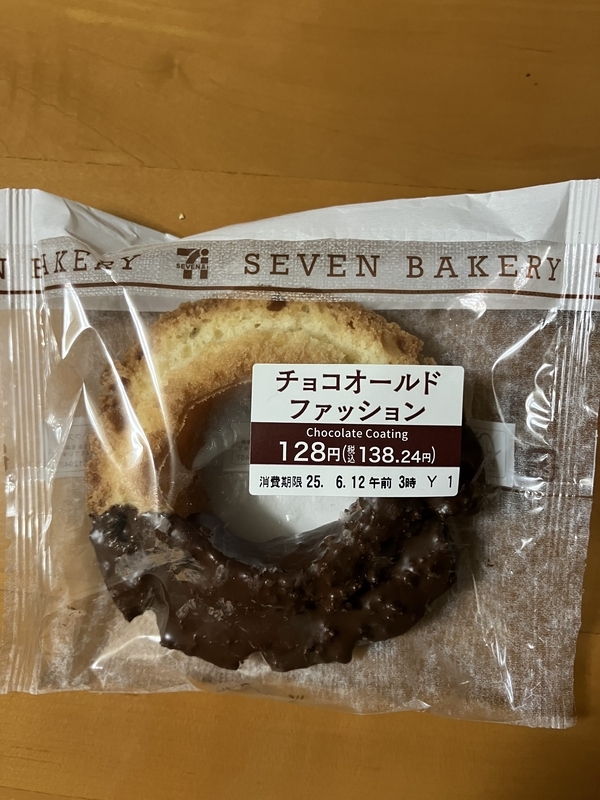 BAKERY SEVEN & i SEVEN BAKERY
チョコオールド
ファッション
Chocolate Coating
128円(税込138.24円)
消費期限 25. 6.12午前 3時 Y 1